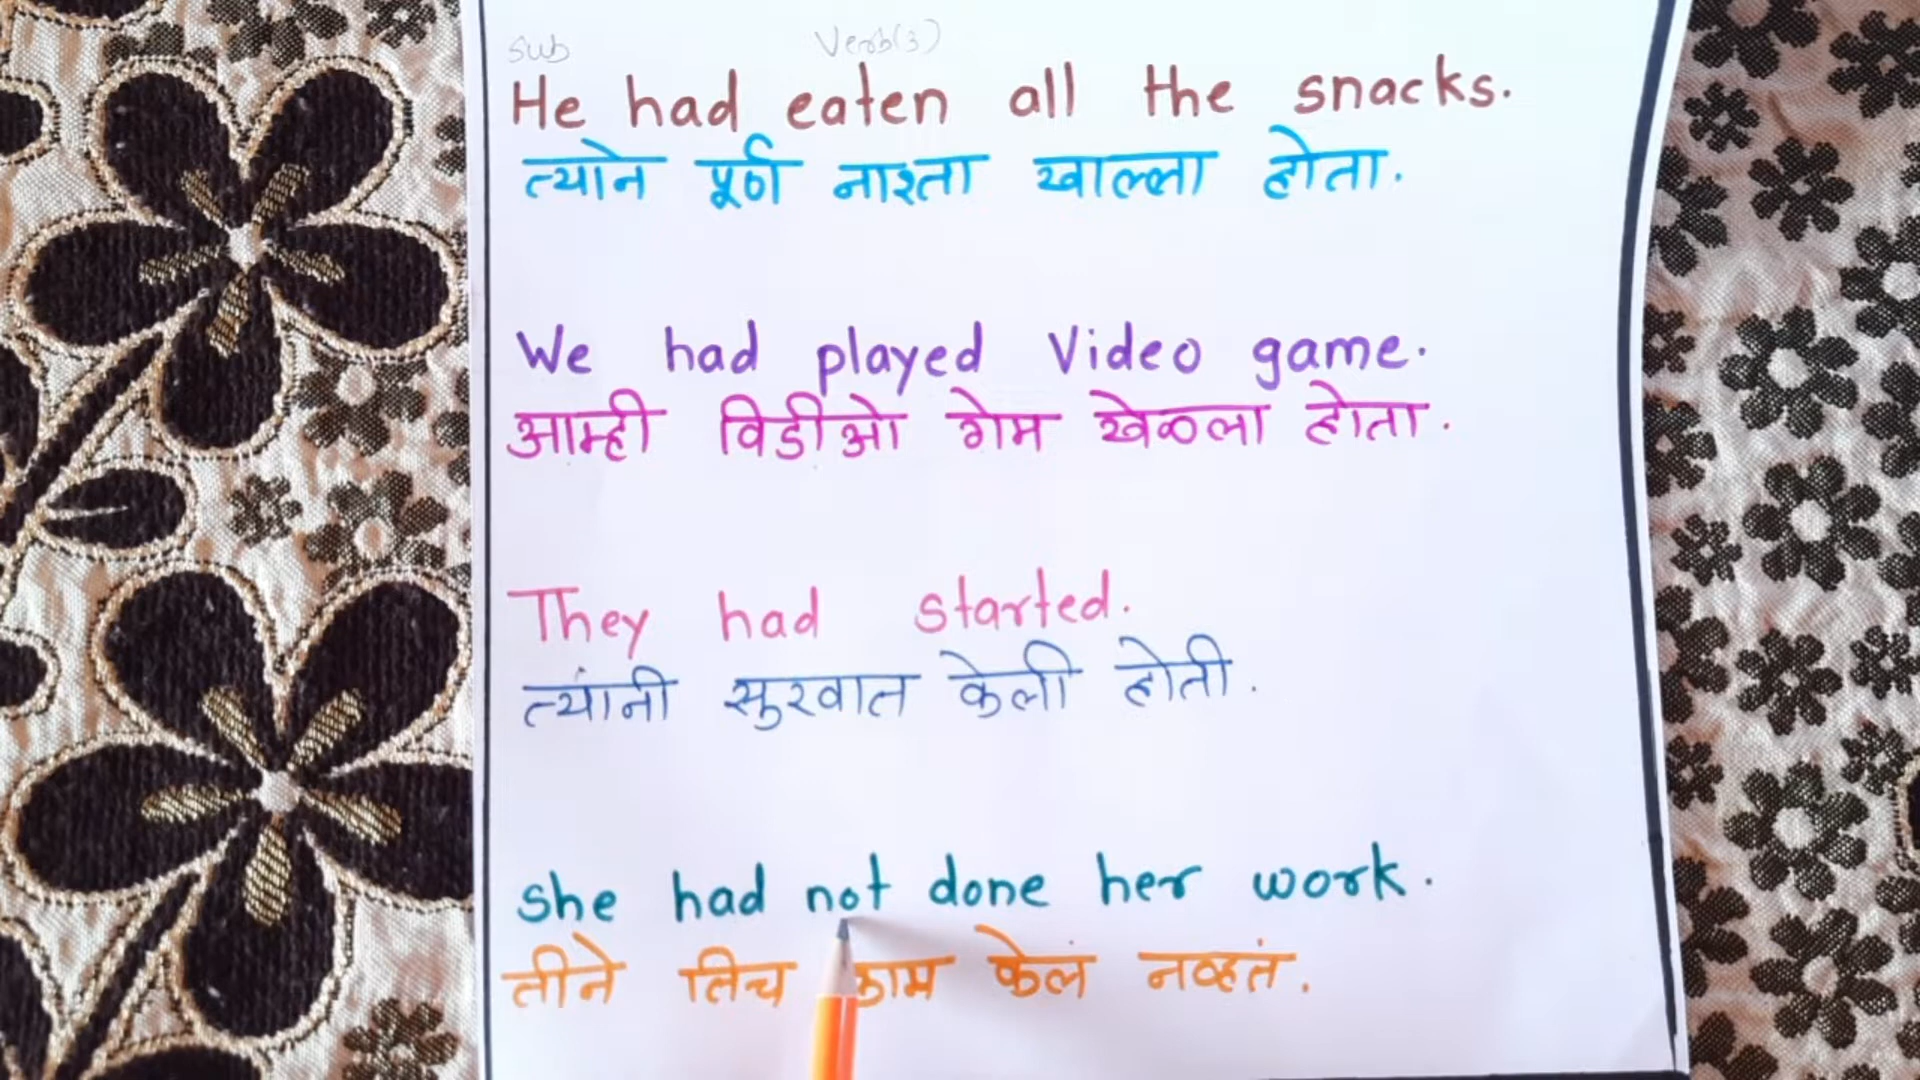 sub Verb(3)
He had eaten all the snacks.
त्याने पूर्ण नाश्ता खाल्ला होता.
We had played Video game.
आम्ही विडीओ गेम खेळला होता.
They had started.
त्यांनी सुरवात केली होती.
she had not done her work.
तीने तिच काम केलं नव्हतं.